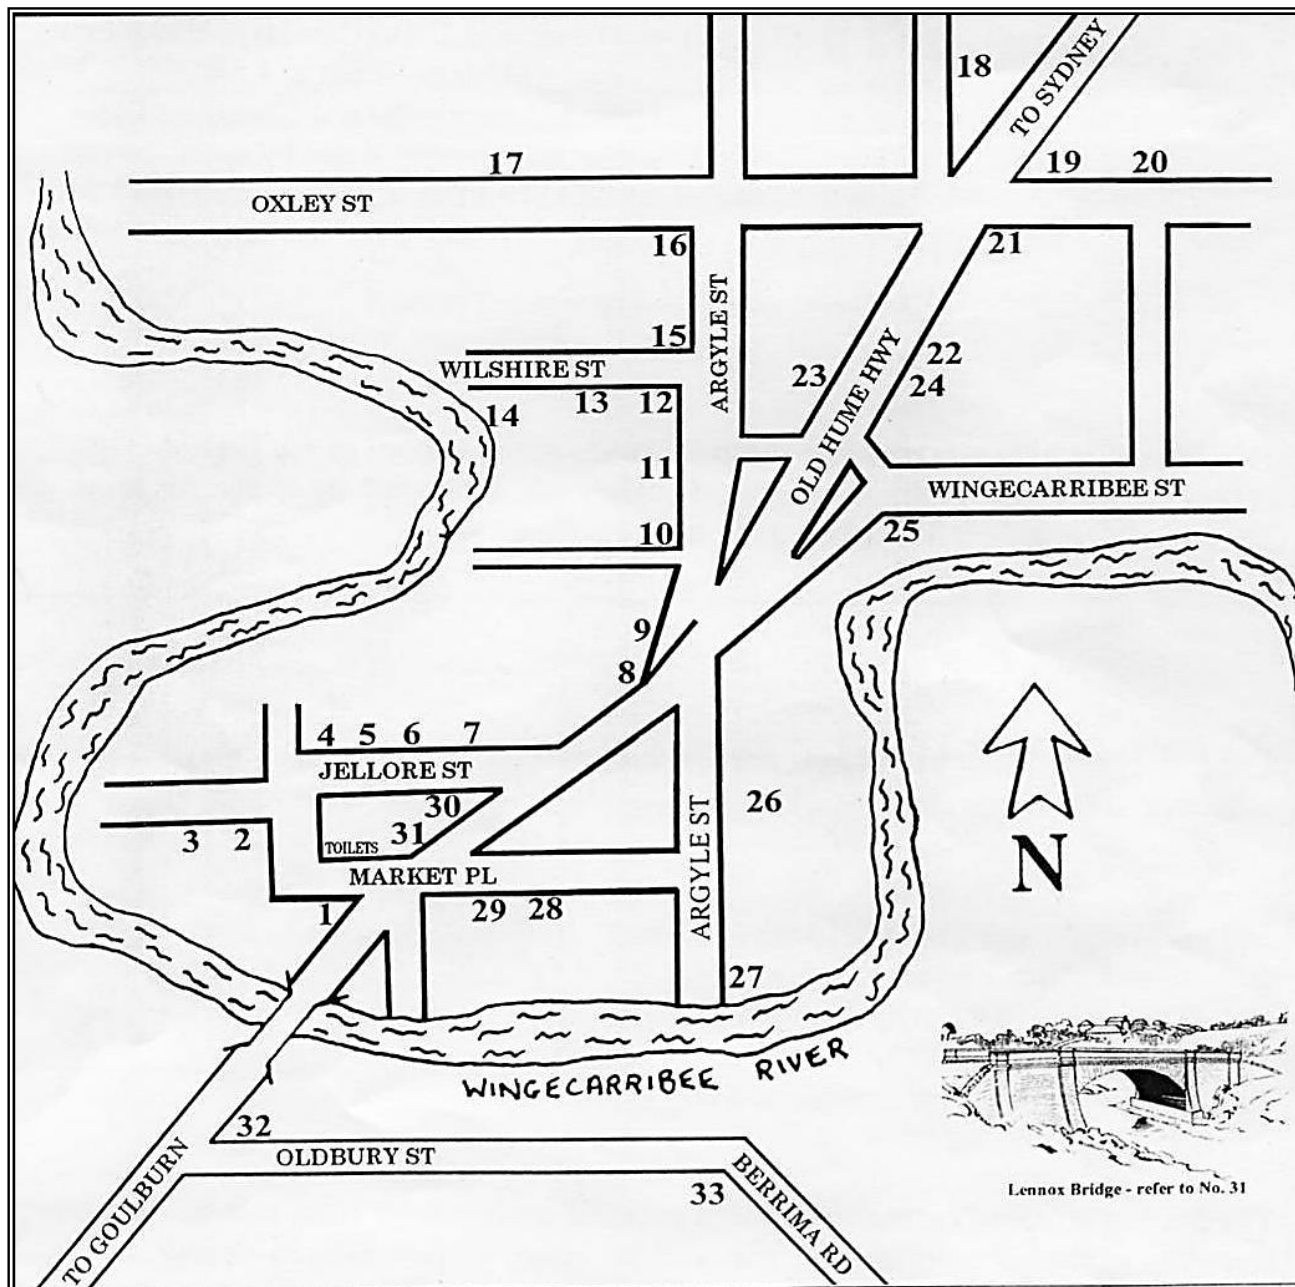 18
TO SYDNEY
17
19
20
OXLEY ST
16
21
15
ARGYLE ST
WILSHIRE ST
22
23
24
14
13
12
OLD HUME HWY
11
WINGECARRIBEE ST
10
25
9
8
4
5
6
7
JELLORE ST
30
26
3
2
TOILETS
31
ARGYLE ST
MARKET PL
N
1
29
28
27
WINGECARRIBEE RIVER
32
OLDBURY ST
TO GOULBURN
33
BERRIMA RD
Lennox Bridge - refer to No. 31